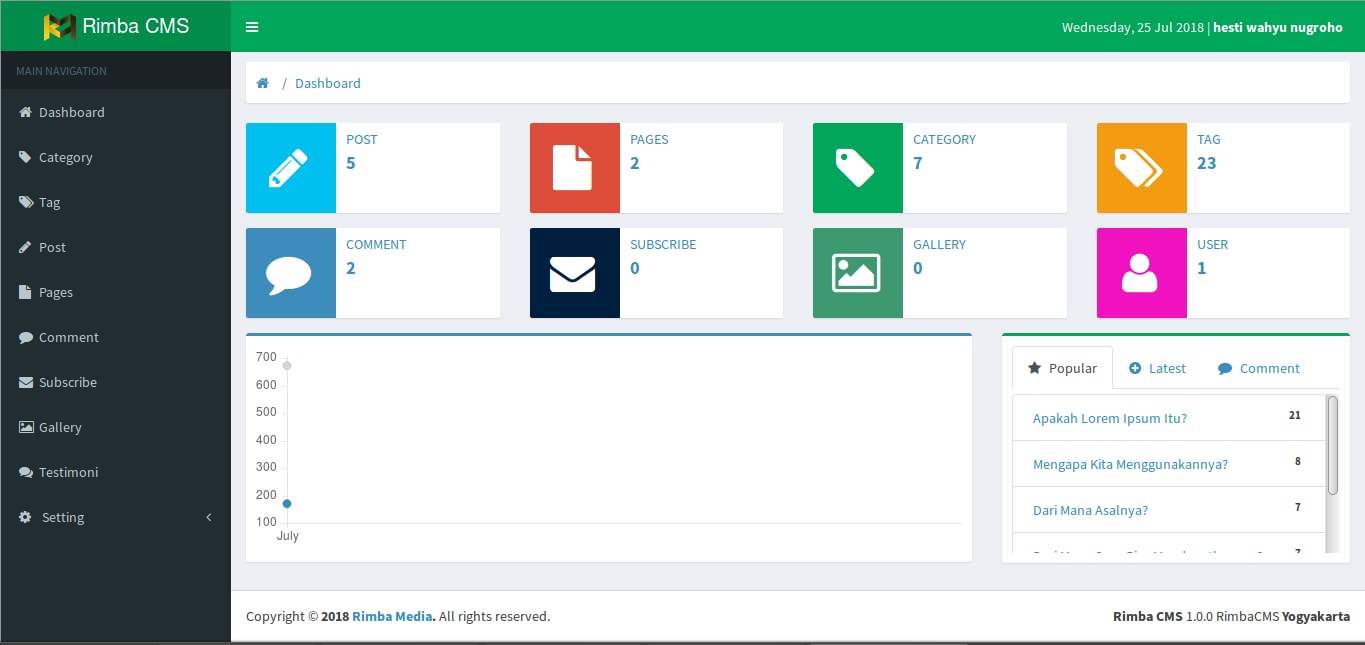 Rimba CMS
Wednesday, 25 Jul 2018 | hesti wahyu nugroho
MAIN NAVIGATION
Dashboard
Category
Tag
Post
Pages
Comment
Subscribe
Gallery
Testimoni
Setting
/ Dashboard
POST
5
PAGES
2
CATEGORY
7
TAG
23
COMMENT
2
SUBSCRIBE
0
GALLERY
0
USER
1
700
600
500
400
300
200
100
July
Popular
Latest
Comment
Apakah Lorem Ipsum Itu? 21
Mengapa Kita Menggunakannya? 8
Dari Mana Asalnya? 7
Copyright © 2018 Rimba Media. All rights reserved.
Rimba CMS 1.0.0 RimbaCMS Yogyakarta